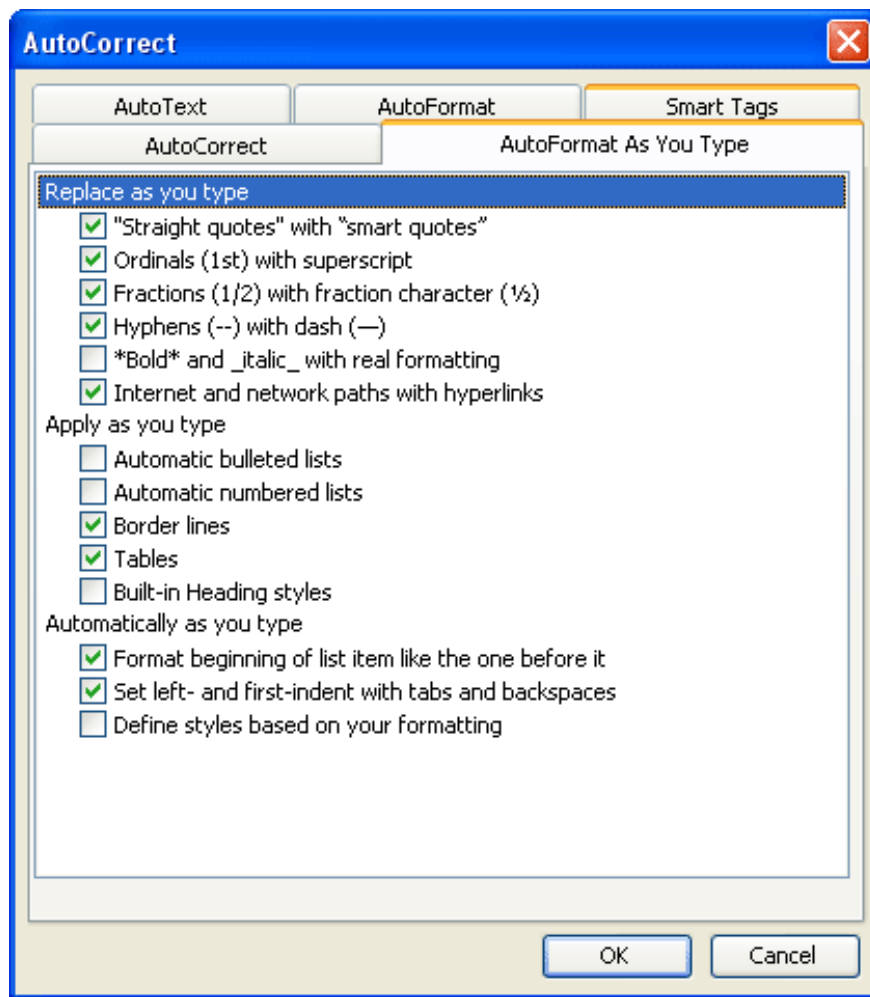 AutoCorrect
AutoText AutoFormat Smart Tags
AutoCorrect AutoFormat As You Type
Replace as you type
"Straight quotes" with “smart quotes”
Ordinals (1st) with superscript
Fractions (1/2) with fraction character (½)
Hyphens (--) with dash (—)
*Bold* and _italic_ with real formatting
Internet and network paths with hyperlinks
Apply as you type
Automatic bulleted lists
Automatic numbered lists
Border lines
Tables
Built-in Heading styles
Automatically as you type
Format beginning of list item like the one before it
Set left- and first-indent with tabs and backspaces
Define styles based on your formatting
OK Cancel